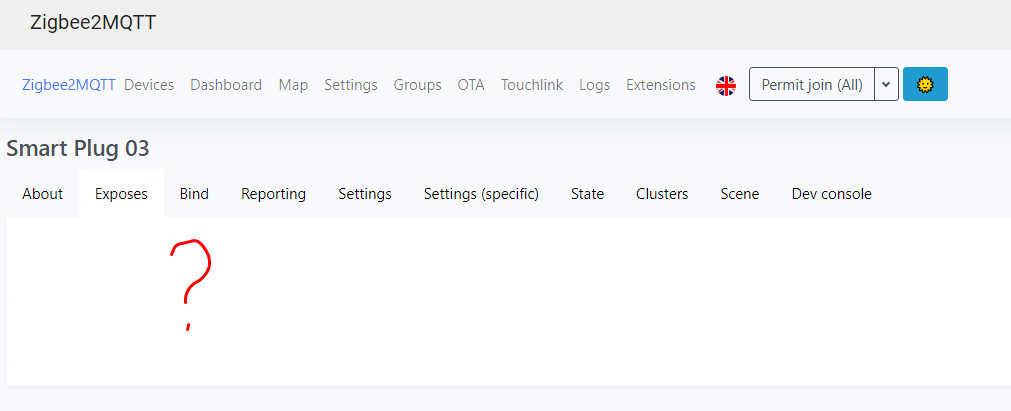 Zigbee2MQTT
Zigbee2MQTT Devices Dashboard Map Settings Groups OTA Touchlink Logs Extensions Permit join (All)
Smart Plug 03
About Exposes Bind Reporting Settings Settings (specific) State Clusters Scene Dev console
?